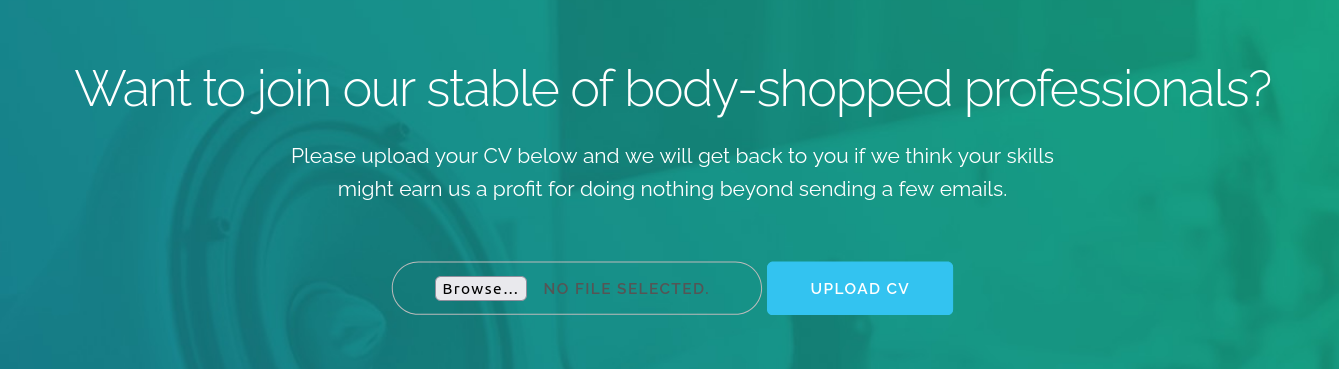 Want to join our stable of body-shopped professionals?
Please upload your CV below and we will get back to you if we think your skills
might earn us a profit for doing nothing beyond sending a few emails.
Browse... NO FILE SELECTED. UPLOAD CV